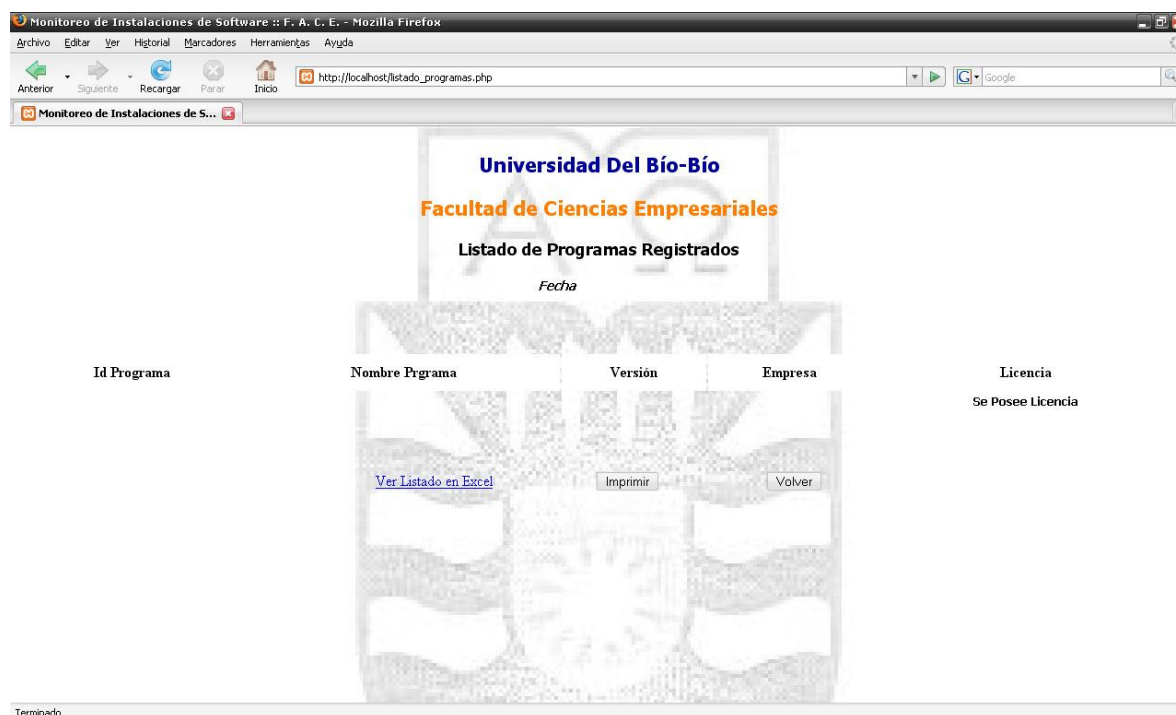 Monitoreo de Instalaciones de Software :: F. A. C. E. - Mozilla Firefox
Archivo Editar Ver Historial Marcadores Herramientas Ayuda
http://localhost/listado_programas.php
Google
Anterior Siguiente Recargar Parar Inicio
Monitoreo de Instalaciones de S...
Universidad Del Bío-Bío
Facultad de Ciencias Empresariales
Listado de Programas Registrados
Fecha
Id Programa Nombre Prgrama Versión Empresa Licencia
Se Posee Licencia
Ver Listado en Excel Imprimir Volver
Terminado